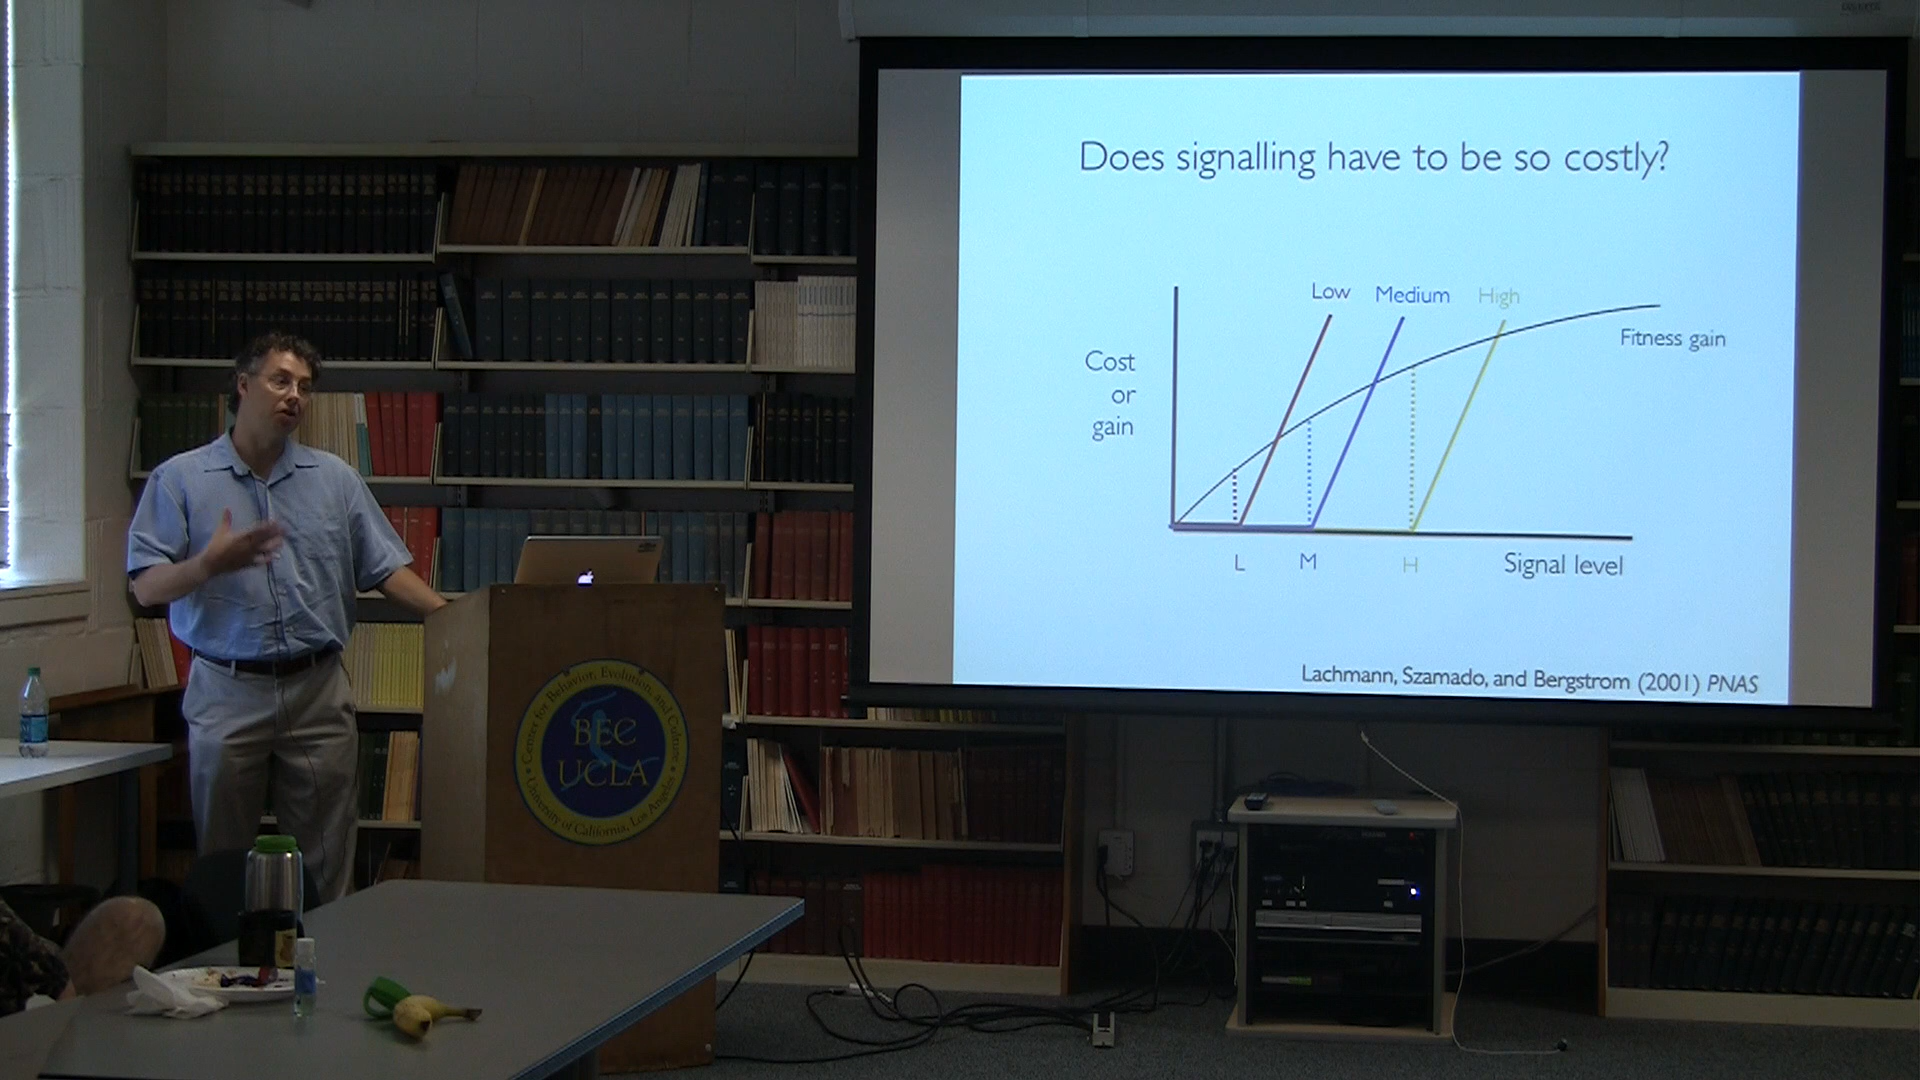 Does signalling have to be so costly?
Low Medium High
Fitness gain
Cost
or
gain
L M H Signal level
Lachmann, Szamado, and Bergstrom (2001) PNAS
Center for Behavior, Evolution, and Culture
BEC
UCLA
University of California, Los Angeles